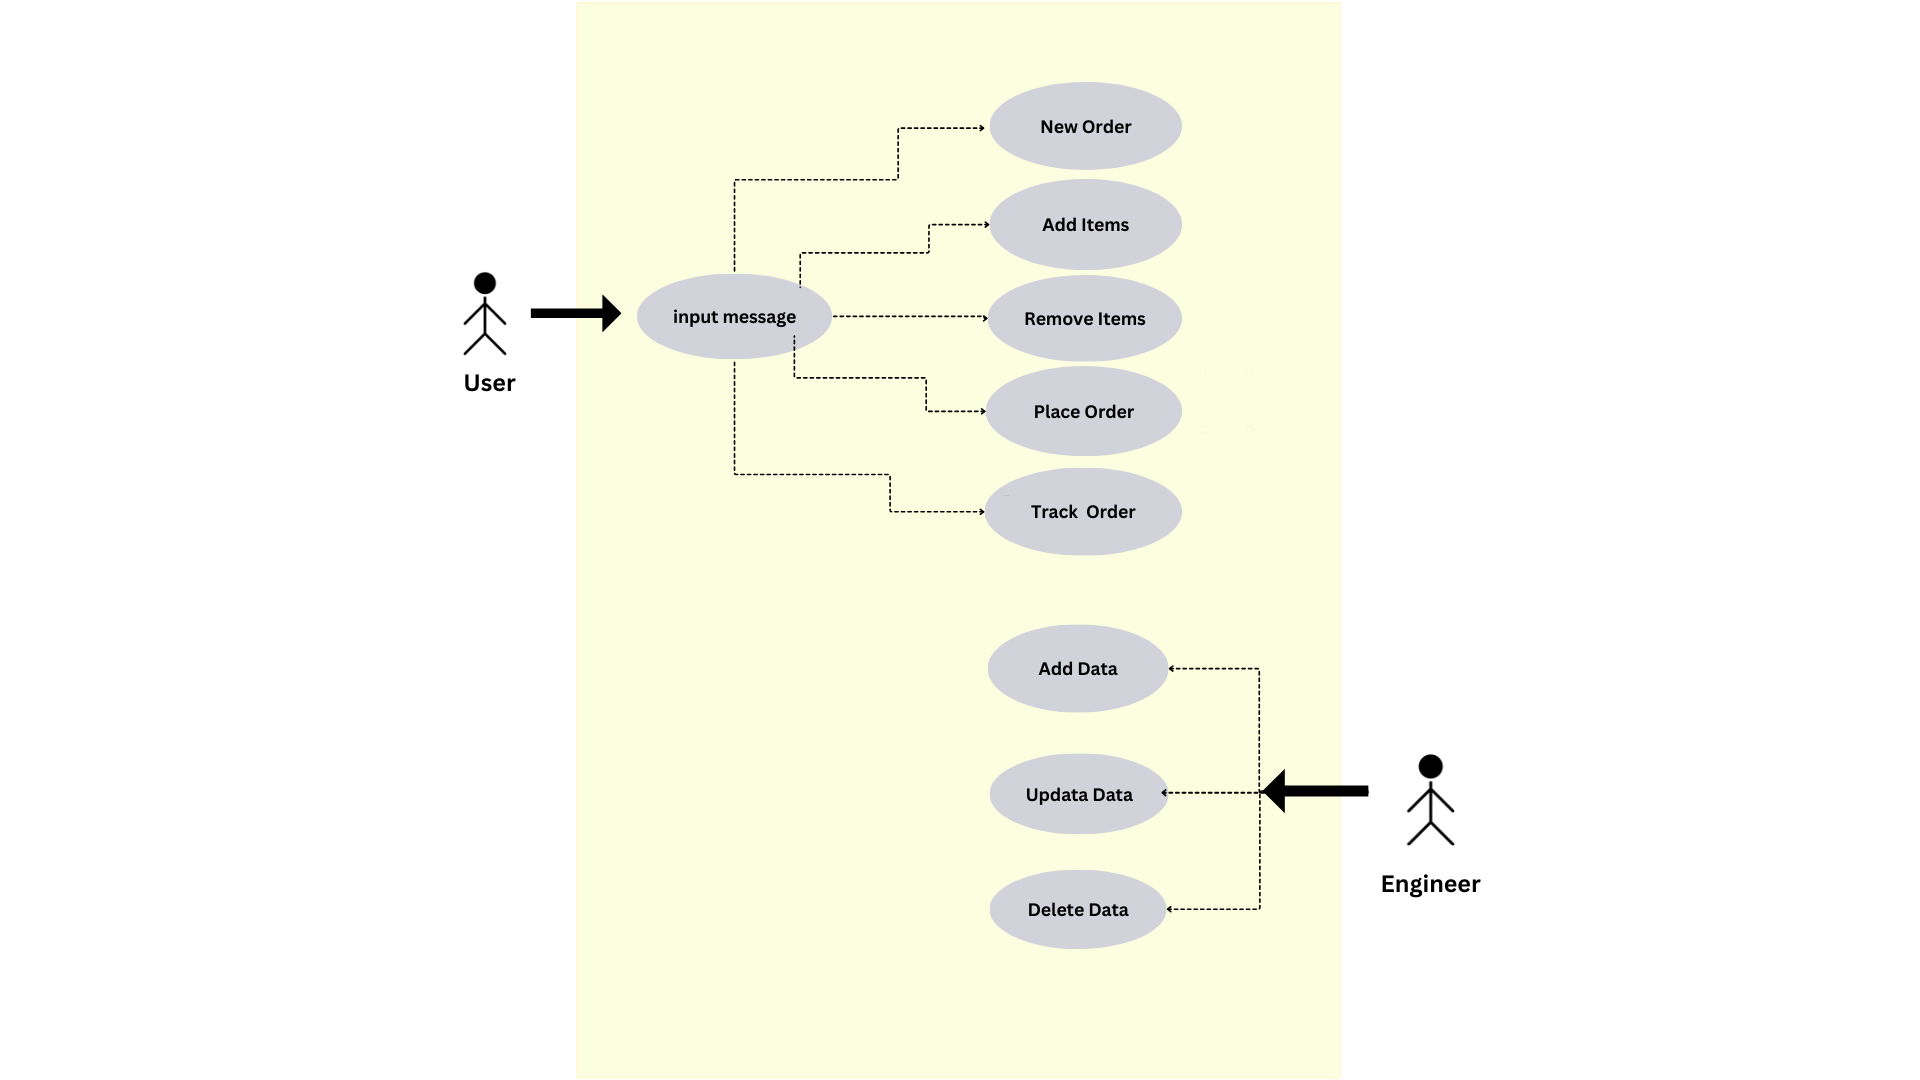 New Order
Add Items
input message
Remove Items
User
Place Order
Track  Order
Add Data
Updata Data
Engineer
Delete Data